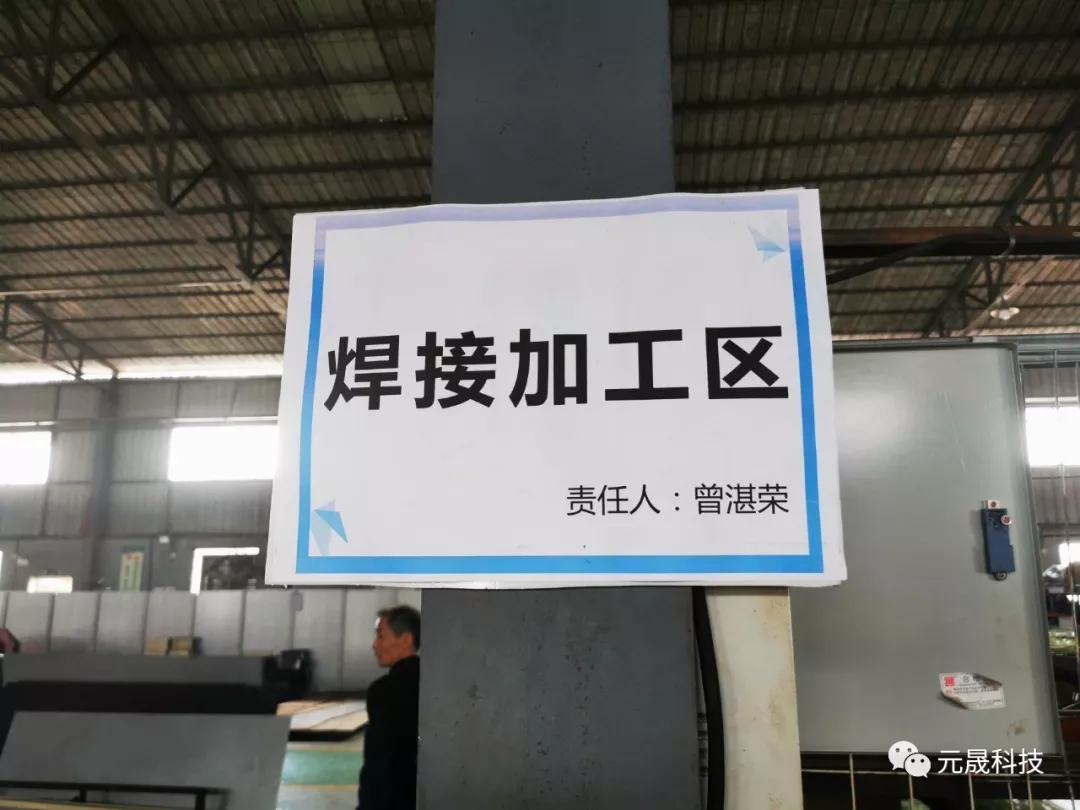 焊接加工区
责任人：曾湛荣
元晟科技